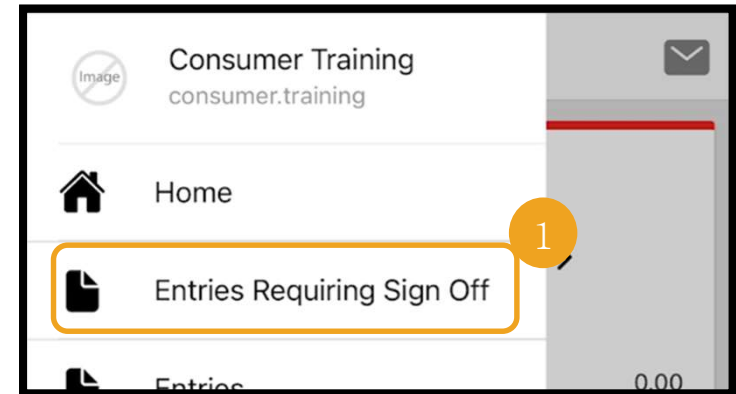 Image
Consumer Training
consumer.training
Home
1
Entries Requiring Sign Off
Entries
0.00